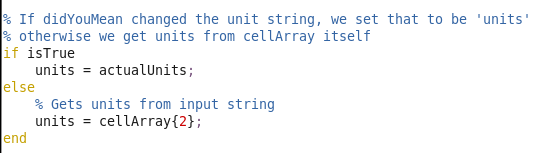 % If didYouMean changed the unit string, we set that to be 'units'
% otherwise we get units from cellArray itself
if isTrue
    units = actualUnits;
else
    % Gets units from input string
    units = cellArray{2};
end